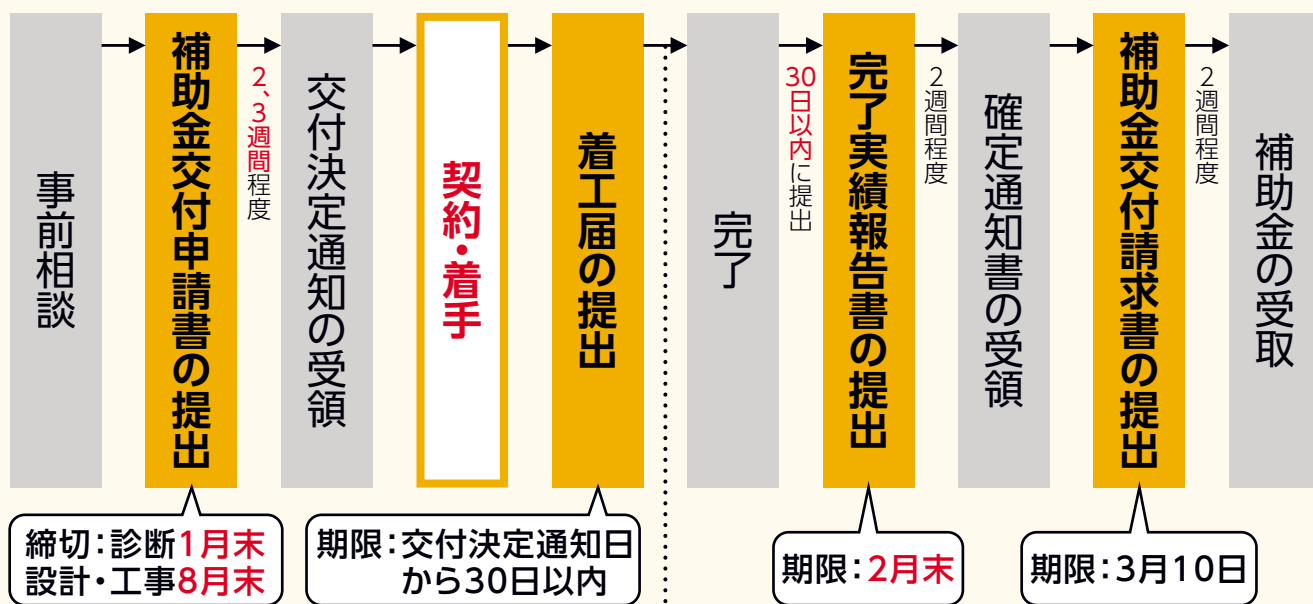 事前相談
補助金交付申請書の提出
2、3週間程度
交付決定通知の受領
契約・着手
着工届の提出
完了
30日以内に提出
完了実績報告書の提出
2週間程度
確定通知書の受領
補助金交付請求書の提出
2週間程度
補助金の受取
締切：診断1月末
設計・工事8月末
期限：交付決定通知日
から30日以内
期限：2月末
期限：3月10日